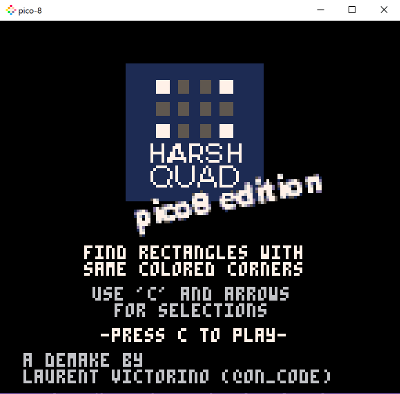 pico-8
HARSH
QUAD
pico8 edition
FIND RECTANGLES WITH
SAME COLORED CORNERS
USE 'C' AND ARROWS
FOR SELECTIONS
-PRESS C TO PLAY-
A DEMAKE BY
LAURENT VICTORINO (@ON_CODE)